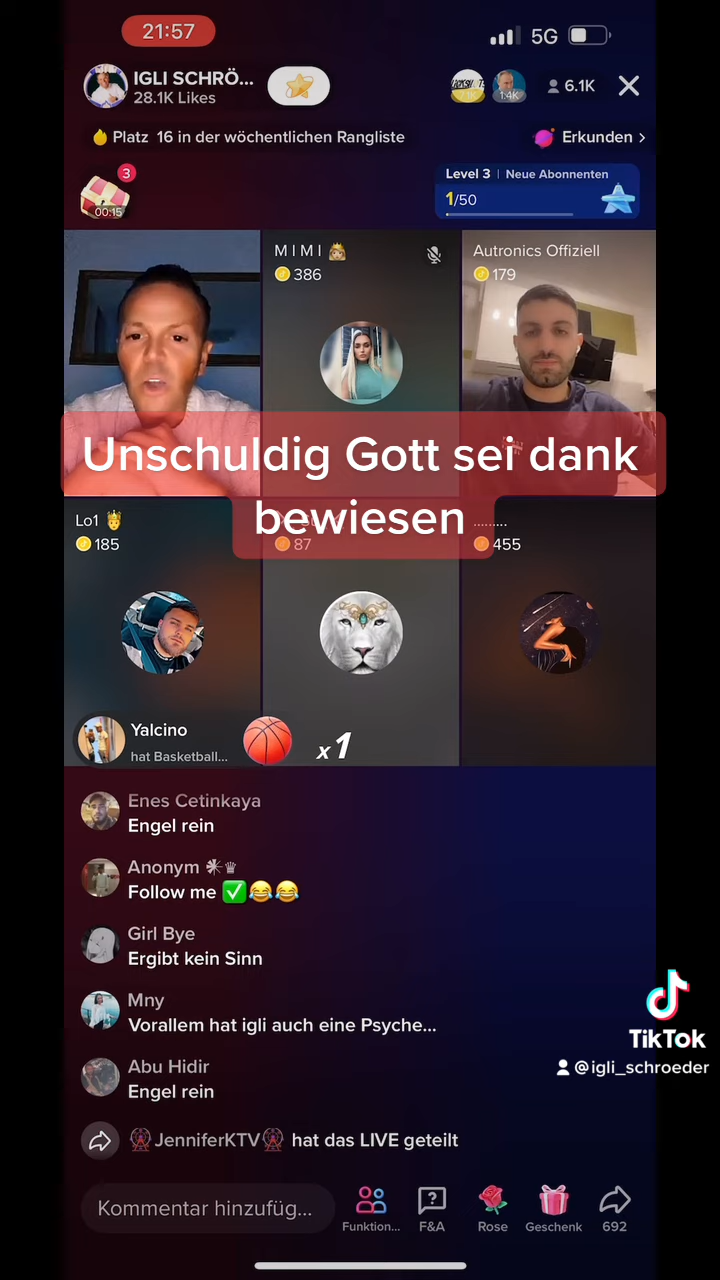 21:57
5G
IGLI SCHRÖ...
28.1K Likes
1.4K
6.1K
Platz 16 in der wöchentlichen Rangliste
Erkunden >
3
00:15
Level 3 | Neue Abonnenten
1/50
M I M I
386
Autronics Offiziell
179
Unschuldig Gott sei dank
bewiesen
Lo1
185
87
.........
455
Yalcino
hat Basketball...
x1
Enes Cetinkaya
Engel rein
Anonym
Follow me ✅😂😂
Girl Bye
Ergibt kein Sinn
Mny
Vorallem hat igli auch eine Psyche...
Abu Hidir
Engel rein
JenniferKTV hat das LIVE geteilt
TikTok
@igli_schroeder
Kommentar hinzufüg...
Funktion...
F&A
Rose
Geschenk
692